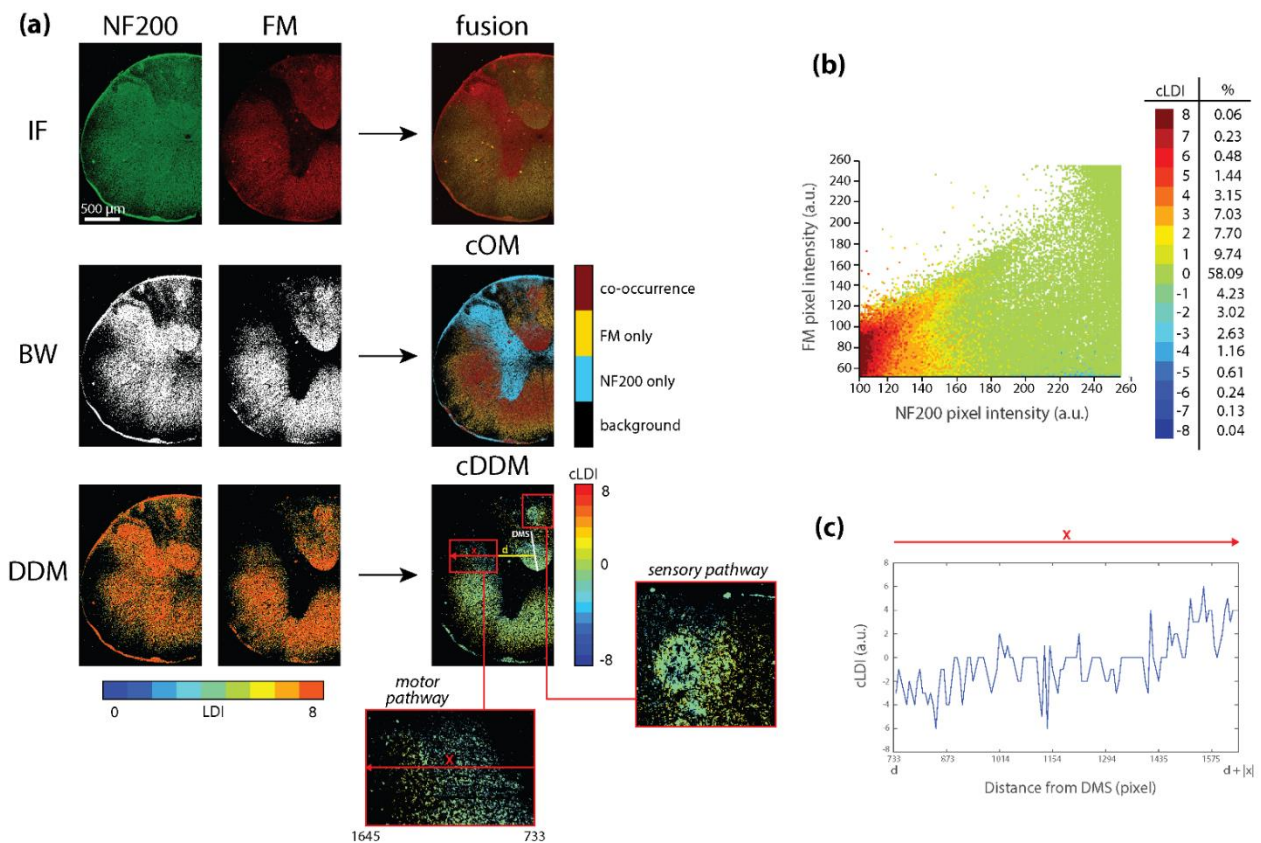 (a)
NF200
FM
fusion
IF
500 µm
cOM
BW
co-occurrence
FM only
NF200 only
background
cDDM
DDM
cLDI
8
0
-8
DMS
d
x
0
LDI
8
sensory pathway
motor
pathway
x
1645
733
(b)
cLDI
%
8 0.06
7 0.23
6 0.48
5 1.44
4 3.15
3 7.03
2 7.70
1 9.74
0 58.09
-1 4.23
-2 3.02
-3 2.63
-4 1.16
-5 0.61
-6 0.24
-7 0.13
-8 0.04
FM pixel intensity (a.u.)
260
240
220
200
180
160
140
120
100
80
60
100 120 140 160 180 200 220 240 260
NF200 pixel intensity (a.u.)
(c)
x
cLDI (a.u.)
8
6
4
2
0
-2
-4
-6
-8
733 873 1014 1154 1294 1435 1575
d
d + |x|
Distance from DMS (pixel)